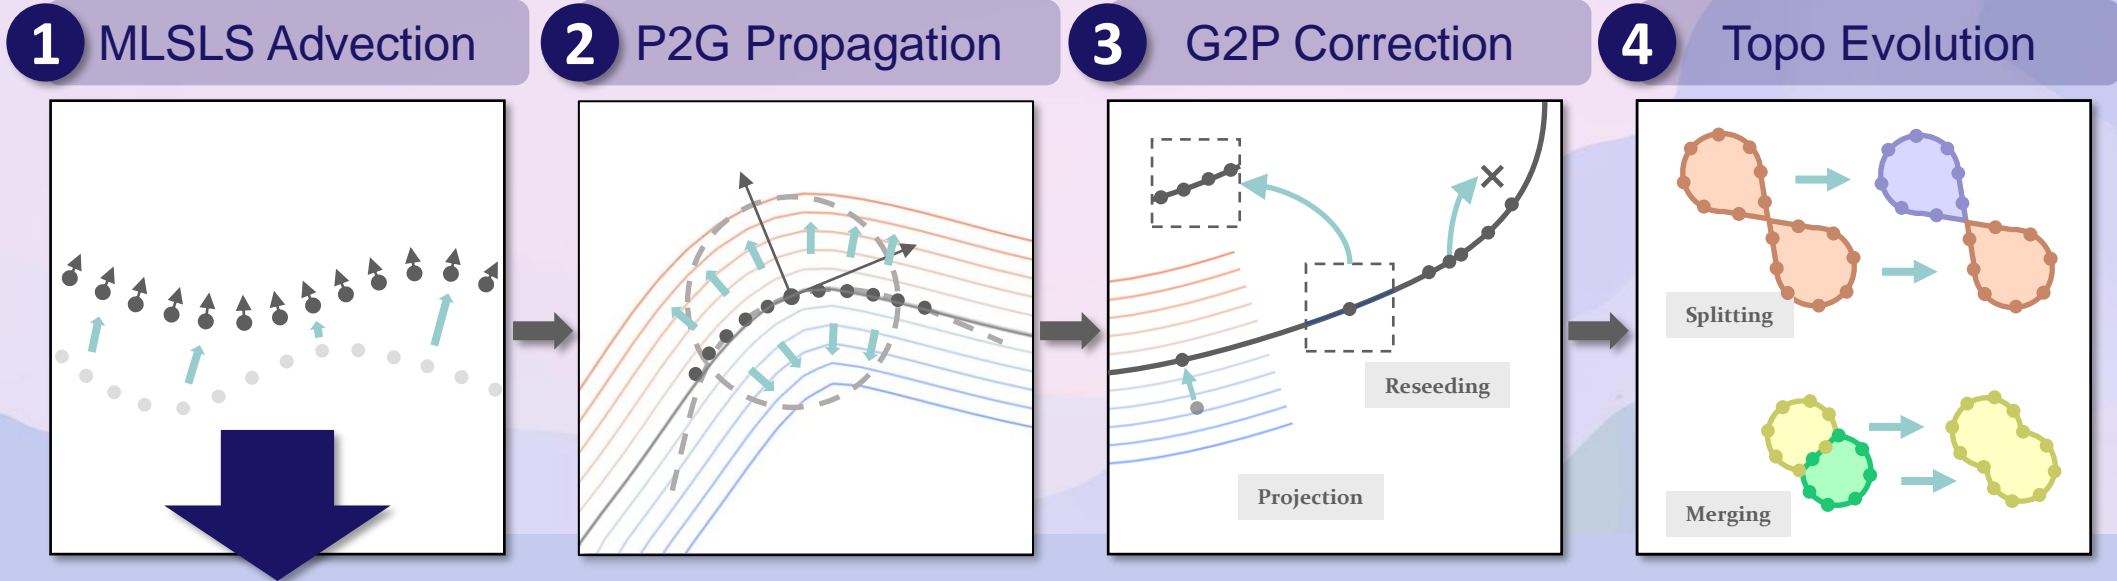 1 MLSLS Advection
2 P2G Propagation
3 G2P Correction
4 Topo Evolution
Reseeding
Projection
Splitting
Merging